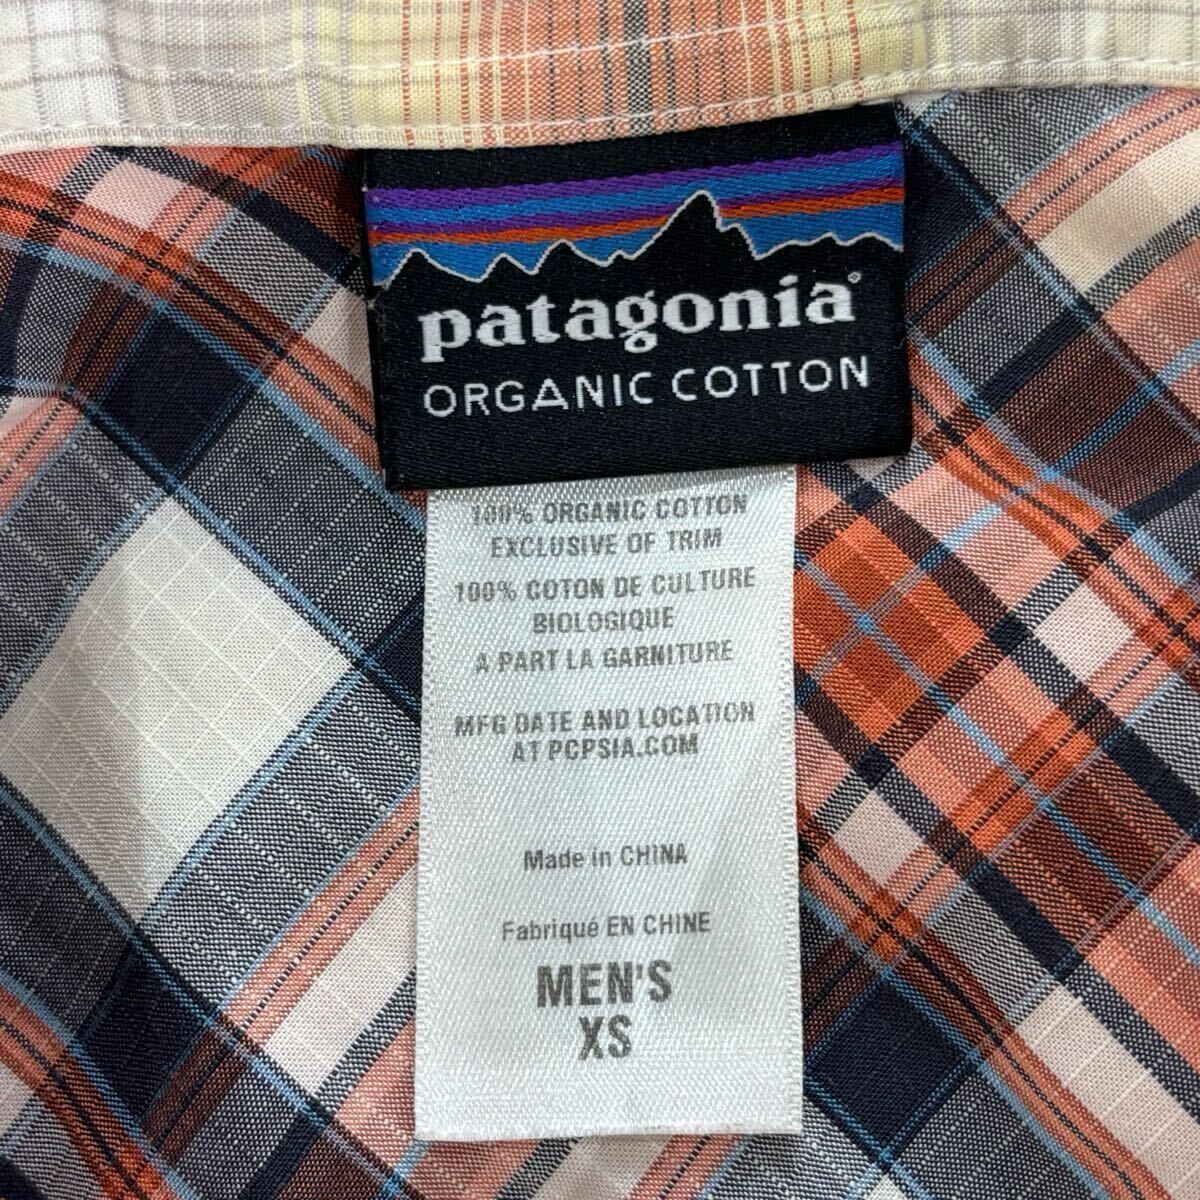 patagonia®
ORGANIC COTTON
100% ORGANIC COTTON
EXCLUSIVE OF TRIM
100% COTON DE CULTURE
BIOLOGIQUE
A PART LA GARNITURE
MFG DATE AND LOCATION
AT PCPSIA.COM
Made in CHINA
Fabriqué EN CHINE
MEN'S
XS